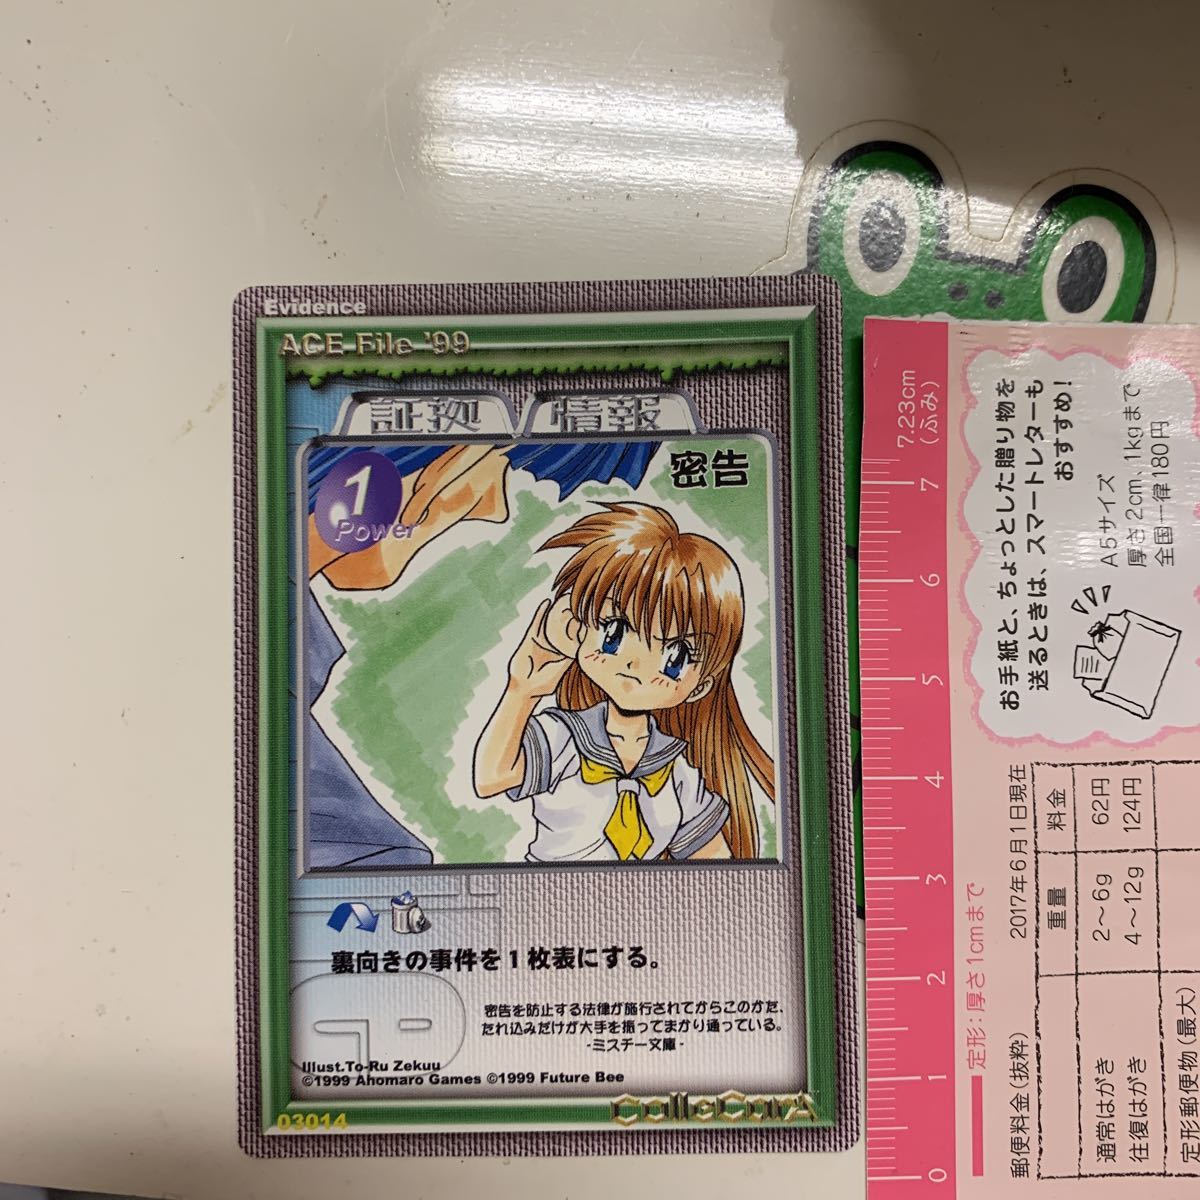 Evidence
ACE File '99
証拠 情報
1
Power
密告
裏向きの事件を1枚表にする。
密告を防止する法律が施行されてからこのかた、
たれ込みだけが大手を振ってまかり通っている。
-ミスチー文庫-
Illust.To-Ru Zekuu
©1999 Ahomaro Games ©1999 Future Bee
03014
ColleCarA
7.23cm
(ふみ)
7
6
5
4
3
2
1
0
定形:厚さ1cmまで
お手紙と、ちょっとした贈り物を
送るときは、スマートレターも
おすすめ!
A5サイズ
厚さ2cm、1kgまで
全国一律180円
郵便料金(抜粋) 2017年6月1日現在
重量 料金
通常はがき 2〜6g 62円
往復はがき 4〜12g 124円
定形郵便物(最大)